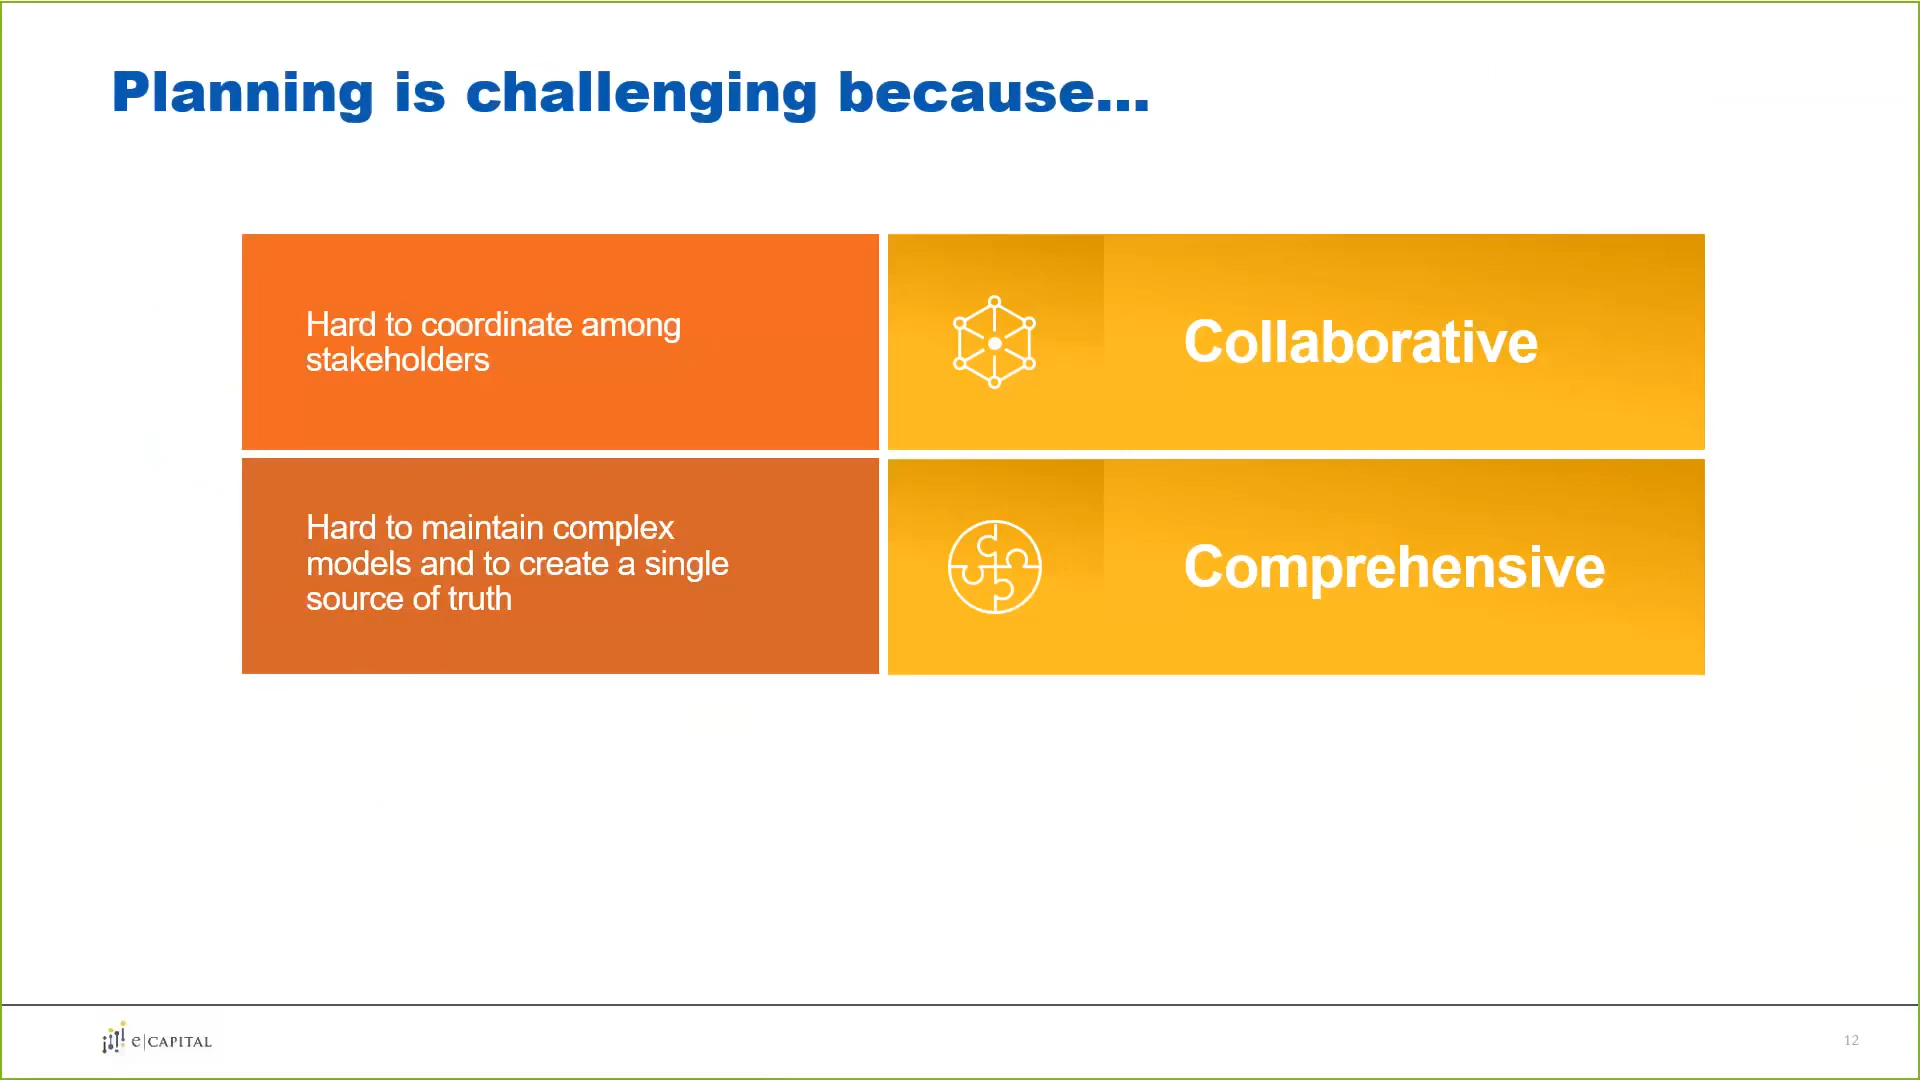 Planning is challenging because...
Hard to coordinate among
stakeholders
Collaborative
Hard to maintain complex
models and to create a single
source of truth
Comprehensive
e|CAPITAL
12